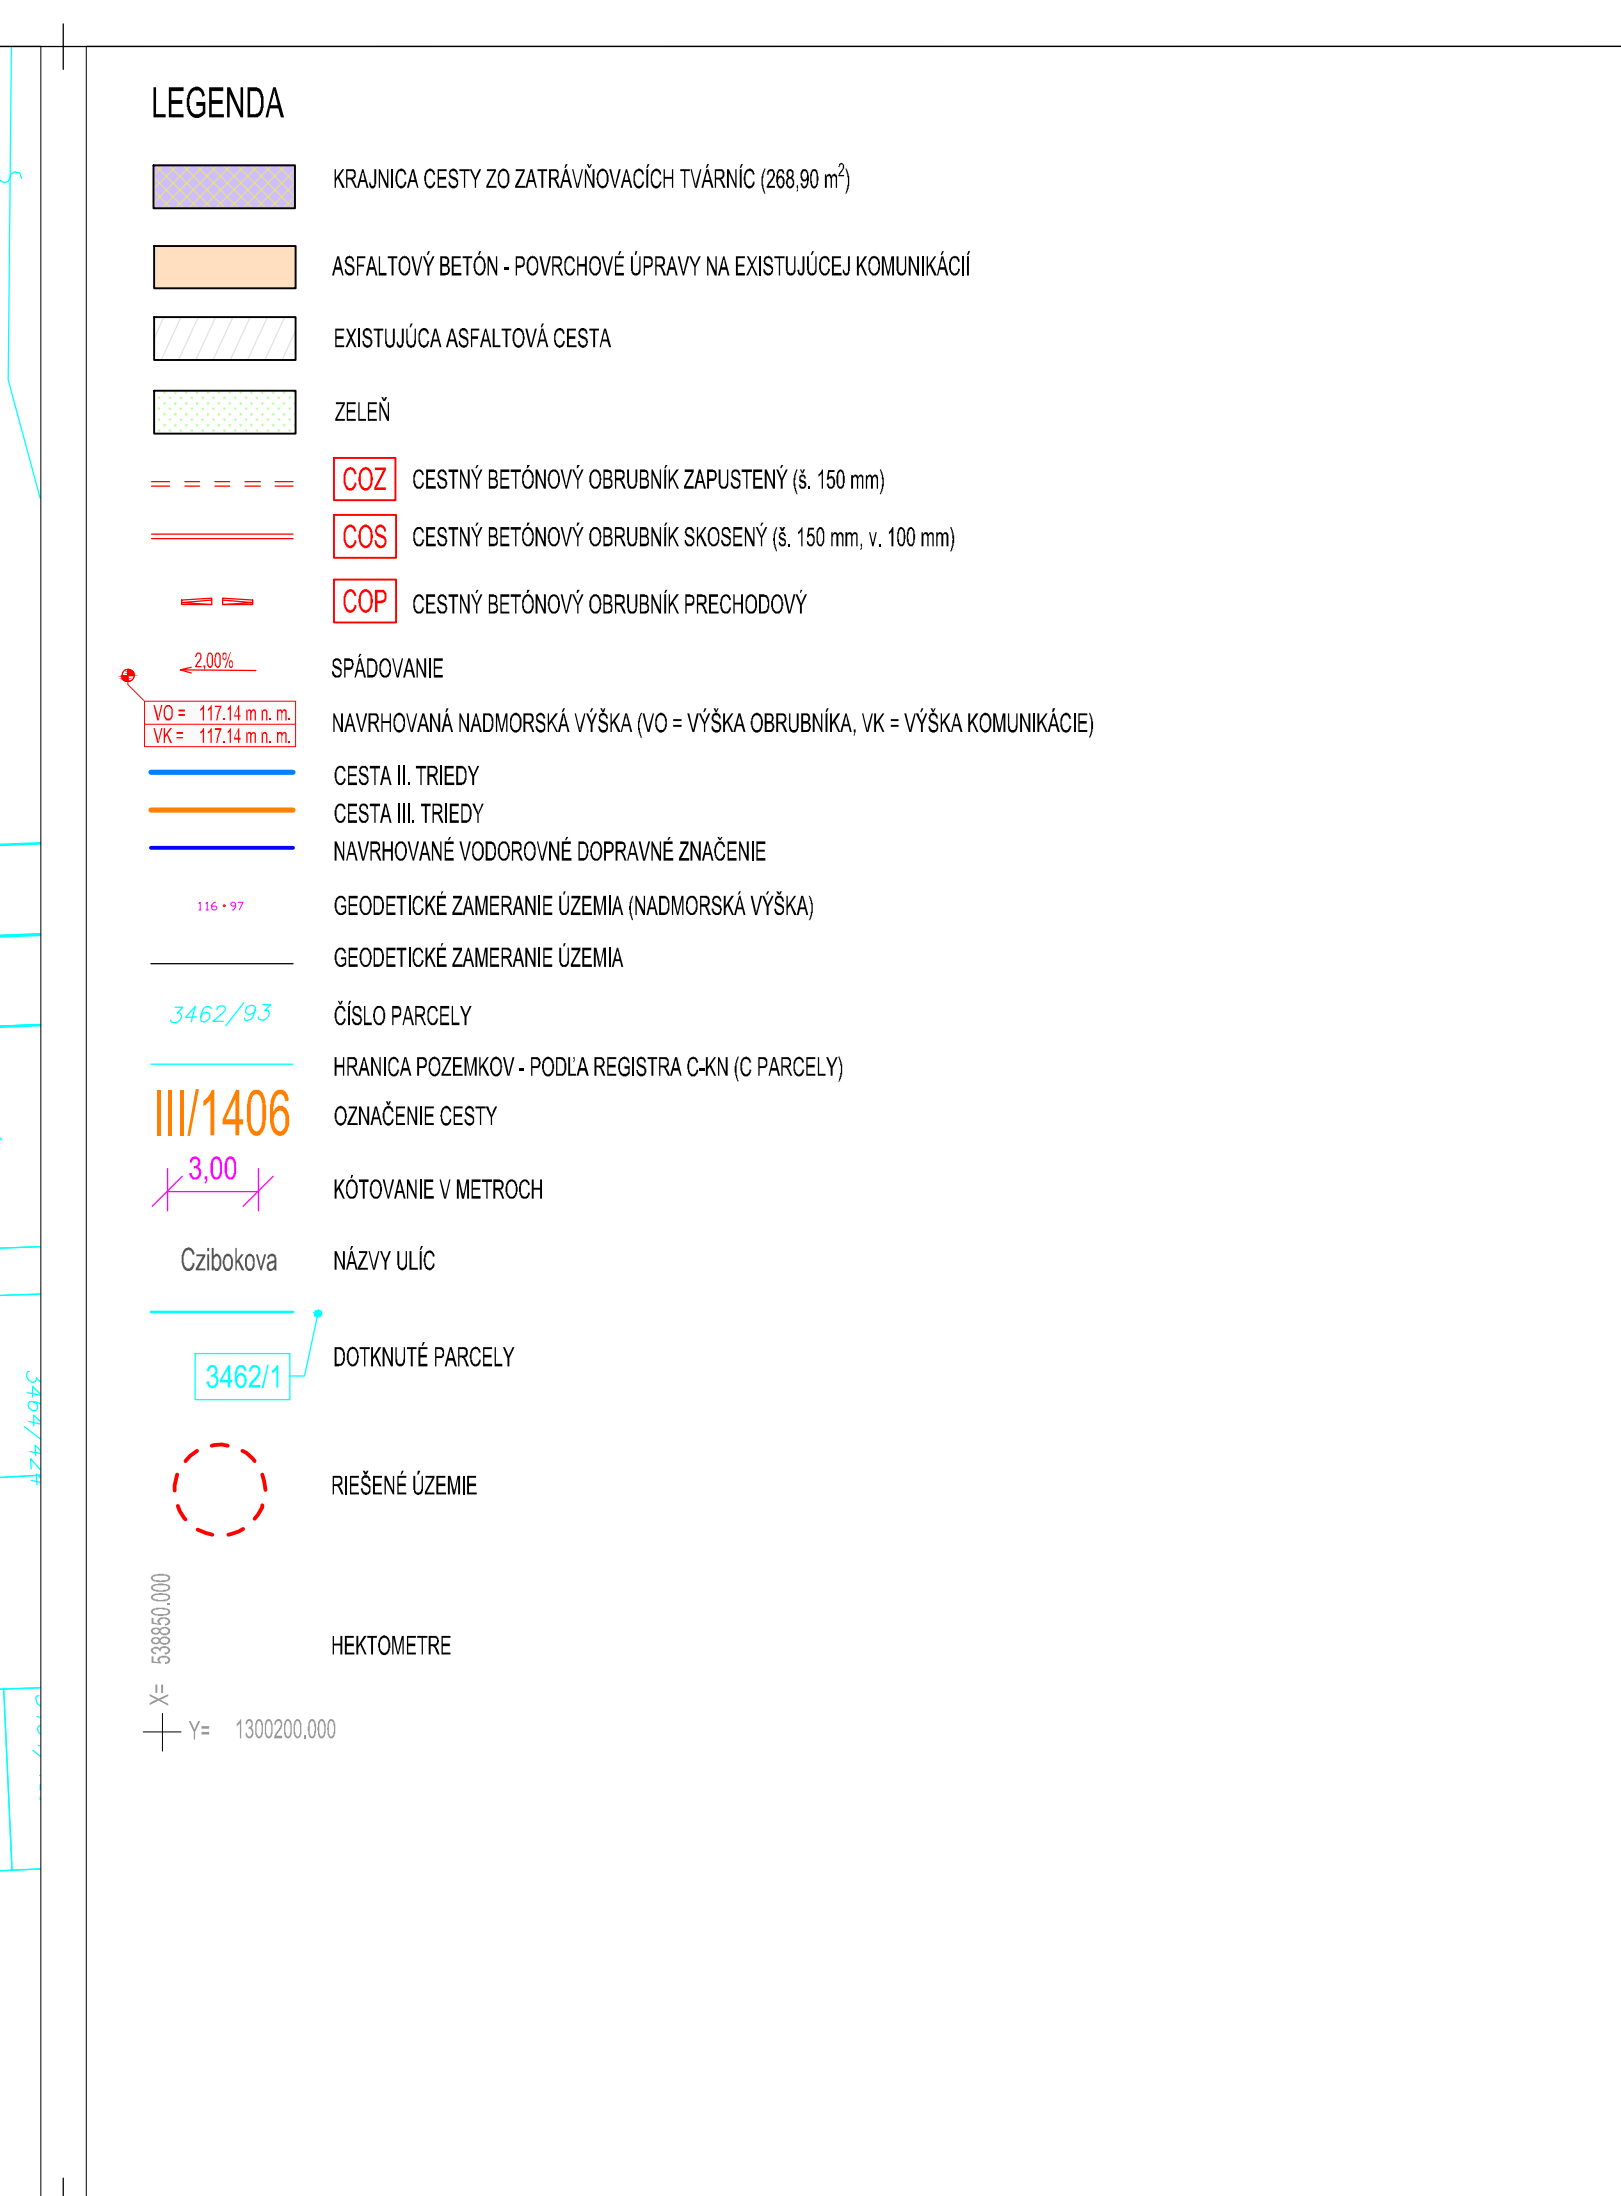 LEGENDA
KRAJNICA CESTY ZO ZATRÁVŇOVACÍCH TVÁRNÍC (268,90 m²)
ASFALTOVÝ BETÓN - POVRCHOVÉ ÚPRAVY NA EXISTUJÚCEJ KOMUNIKÁCIÍ
EXISTUJÚCA ASFALTOVÁ CESTA
ZELEŇ
COZ CESTNÝ BETÓNOVÝ OBRUBNÍK ZAPUSTENÝ (š. 150 mm)
COS CESTNÝ BETÓNOVÝ OBRUBNÍK SKOSENÝ (š. 150 mm, v. 100 mm)
COP CESTNÝ BETÓNOVÝ OBRUBNÍK PRECHODOVÝ
2,00% SPÁDOVANIE
VO = 117.14 m n. m.
VK = 117.14 m n. m.
NAVRHOVANÁ NADMORSKÁ VÝŠKA (VO = VÝŠKA OBRUBNÍKA, VK = VÝŠKA KOMUNIKÁCIE)
CESTA II. TRIEDY
CESTA III. TRIEDY
NAVRHOVANÉ VODOROVNÉ DOPRAVNÉ ZNAČENIE
116•97 GEODETICKÉ ZAMERANIE ÚZEMIA (NADMORSKÁ VÝŠKA)
GEODETICKÉ ZAMERANIE ÚZEMIA
3462/93 ČÍSLO PARCELY
HRANICA POZEMKOV - PODĽA REGISTRA C-KN (C PARCELY)
III/1406 OZNAČENIE CESTY
3,00 KÓTOVANIE V METROCH
Czibokova NÁZVY ULÍC
3462/1 DOTKNUTÉ PARCELY
3464/424
RIEŠENÉ ÚZEMIE
X= 538850.000
HEKTOMETRE
Y= 1300200.000